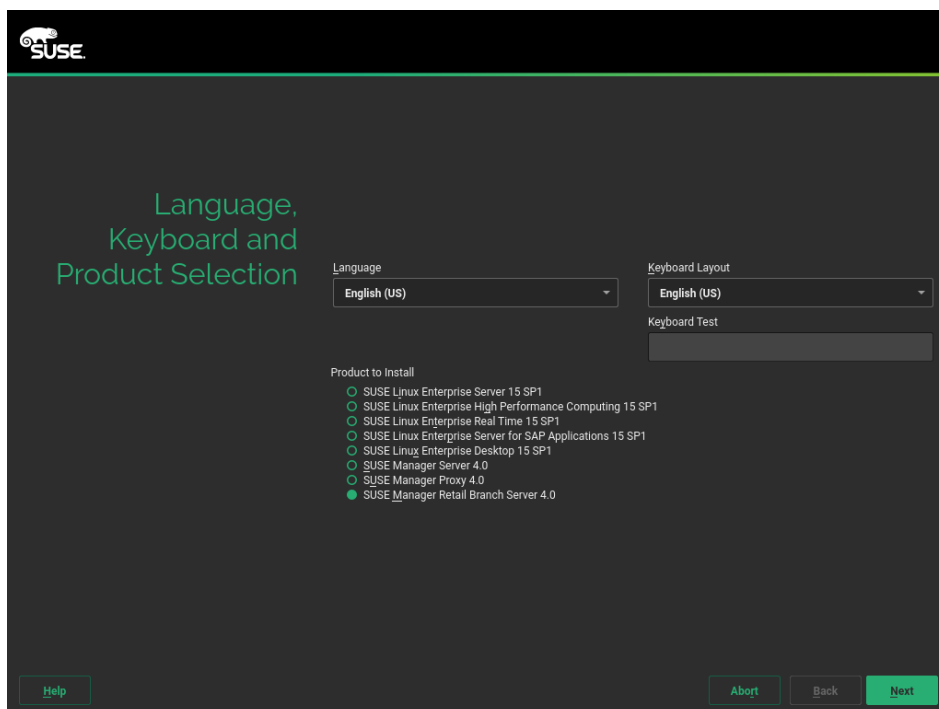 SUSE.
Language,
Keyboard and
Product Selection
Language
Keyboard Layout
English (US)
English (US)
Keyboard Test
Product to Install
SUSE Linux Enterprise Server 15 SP1
SUSE Linux Enterprise High Performance Computing 15 SP1
SUSE Linux Enterprise Real Time 15 SP1
SUSE Linux Enterprise Server for SAP Applications 15 SP1
SUSE Linux Enterprise Desktop 15 SP1
SUSE Manager Server 4.0
SUSE Manager Proxy 4.0
SUSE Manager Retail Branch Server 4.0
Help
Abort
Back
Next